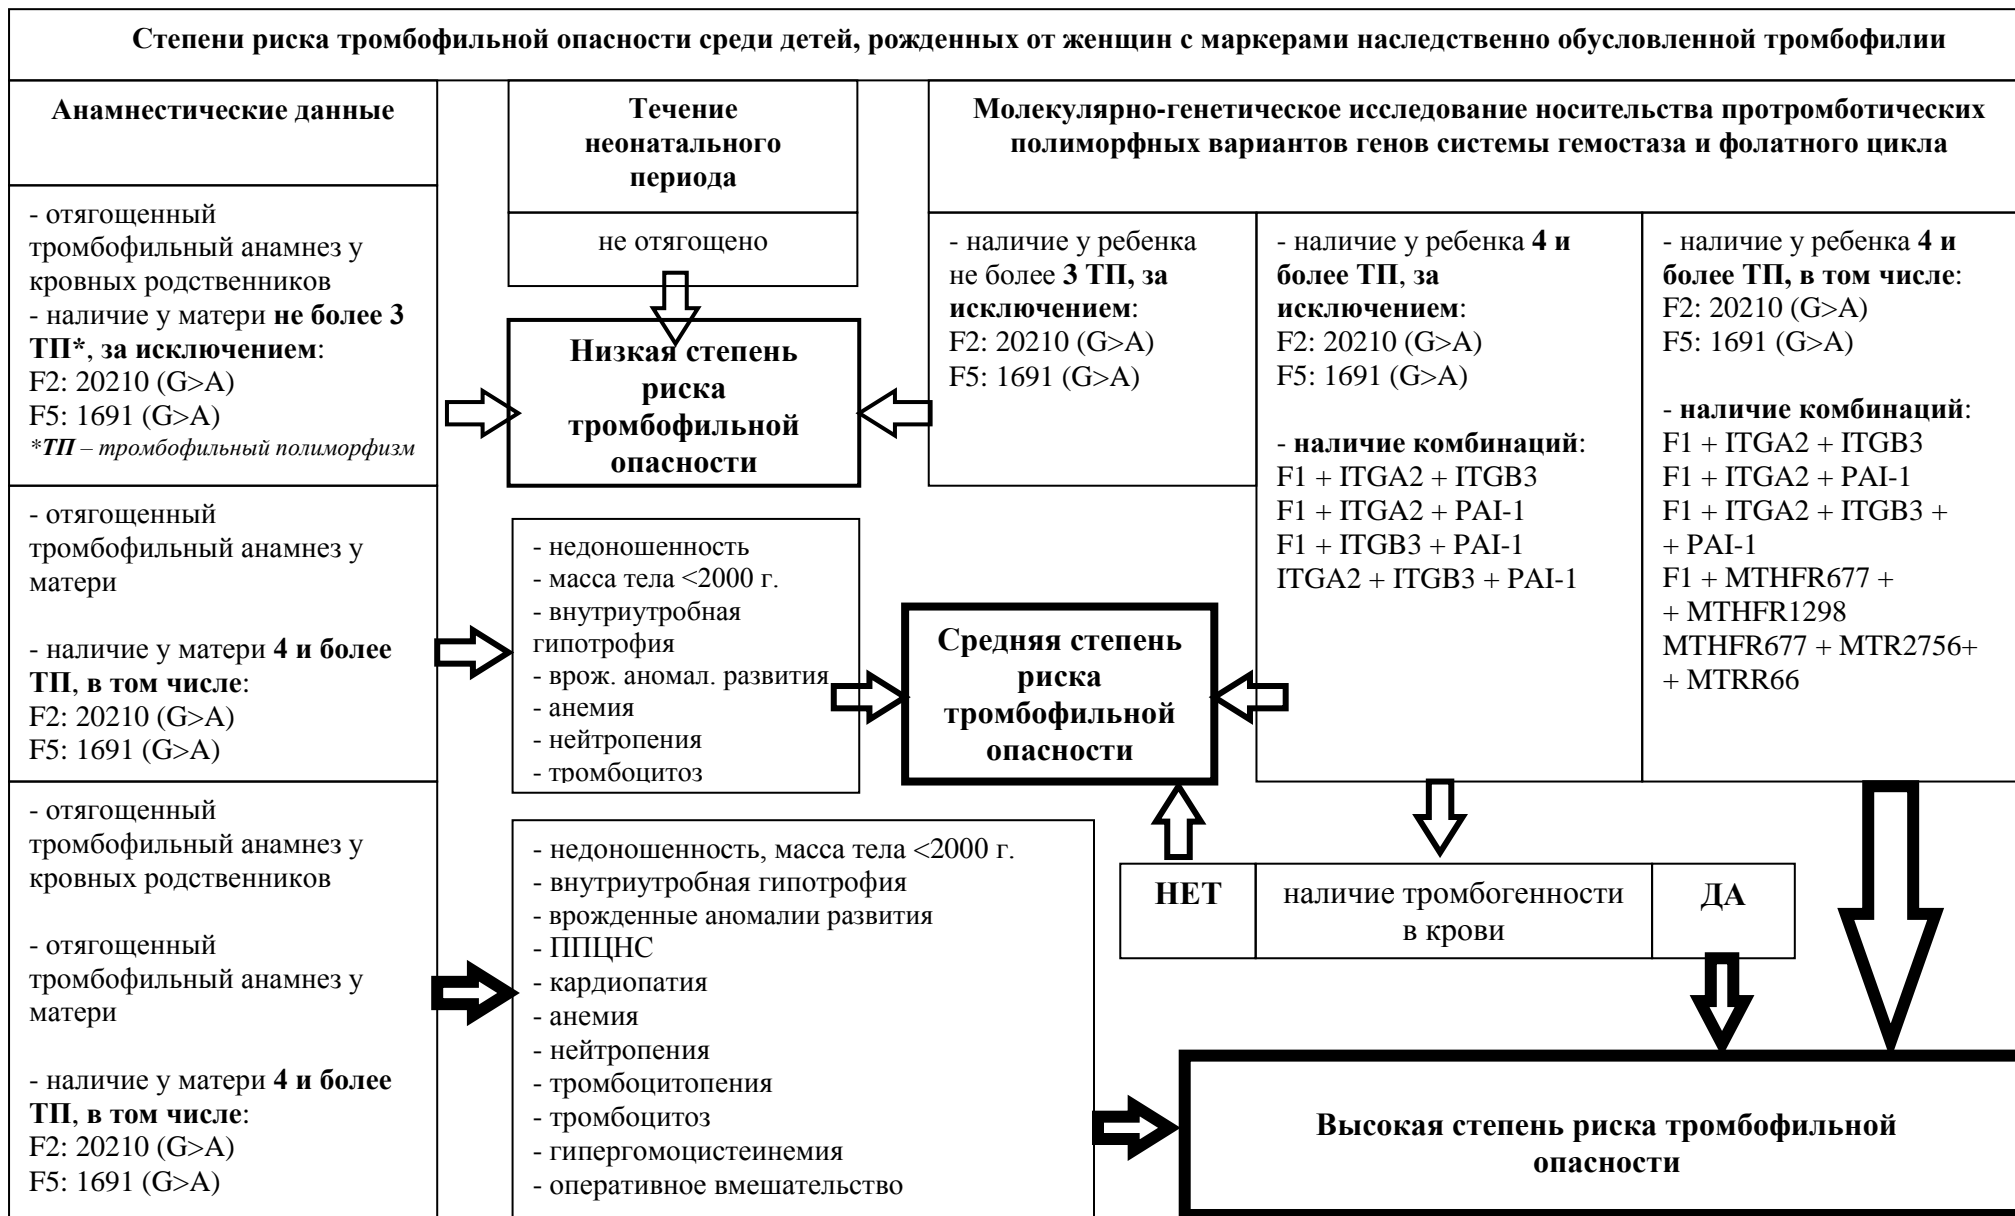 Степени риска тромбофильной опасности среди детей, рожденных от женщин с маркерами наследственно обусловленной тромбофилии
Анамнестические данные
Течение
неонатального
периода
Молекулярно-генетическое исследование носительства протромботических
полиморфных вариантов генов системы гемостаза и фолатного цикла
- отягощенный
тромбофильный анамнез у
кровных родственников
- наличие у матери не более 3
ТП*, за исключением:
F2: 20210 (G>A)
F5: 1691 (G>A)
*ТП – тромбофильный полиморфизм
не отягощено
Низкая степень
риска
тромбофильной
опасности
- наличие у ребенка
не более 3 ТП, за
исключением:
F2: 20210 (G>A)
F5: 1691 (G>A)
- наличие у ребенка 4 и
более ТП, за
исключением:
F2: 20210 (G>A)
F5: 1691 (G>A)
- наличие комбинаций:
F1 + ITGA2 + ITGB3
F1 + ITGA2 + PAI-1
F1 + ITGB3 + PAI-1
ITGA2 + ITGB3 + PAI-1
- наличие у ребенка 4 и
более ТП, в том числе:
F2: 20210 (G>A)
F5: 1691 (G>A)
- наличие комбинаций:
F1 + ITGA2 + ITGB3
F1 + ITGA2 + PAI-1
F1 + ITGA2 + ITGB3 +
+ PAI-1
F1 + MTHFR677 +
+ MTHFR1298
MTHFR677 + MTR2756+
+ MTRR66
- отягощенный
тромбофильный анамнез у
матери
- наличие у матери 4 и более
ТП, в том числе:
F2: 20210 (G>A)
F5: 1691 (G>A)
- недоношенность
- масса тела <2000 г.
- внутриутробная
гипотрофия
- врож. аномал. развития
- анемия
- нейтропения
- тромбоцитоз
Средняя степень
риска
тромбофильной
опасности
- отягощенный
тромбофильный анамнез у
кровных родственников
- отягощенный
тромбофильный анамнез у
матери
- наличие у матери 4 и более
ТП, в том числе:
F2: 20210 (G>A)
F5: 1691 (G>A)
- недоношенность, масса тела <2000 г.
- внутриутробная гипотрофия
- врожденные аномалии развития
- ППЦНС
- кардиопатия
- анемия
- нейтропения
- тромбоцитопения
- тромбоцитоз
- гипергомоцистеинемия
- оперативное вмешательство
НЕТ
наличие тромбогенности
в крови
ДА
Высокая степень риска тромбофильной
опасности